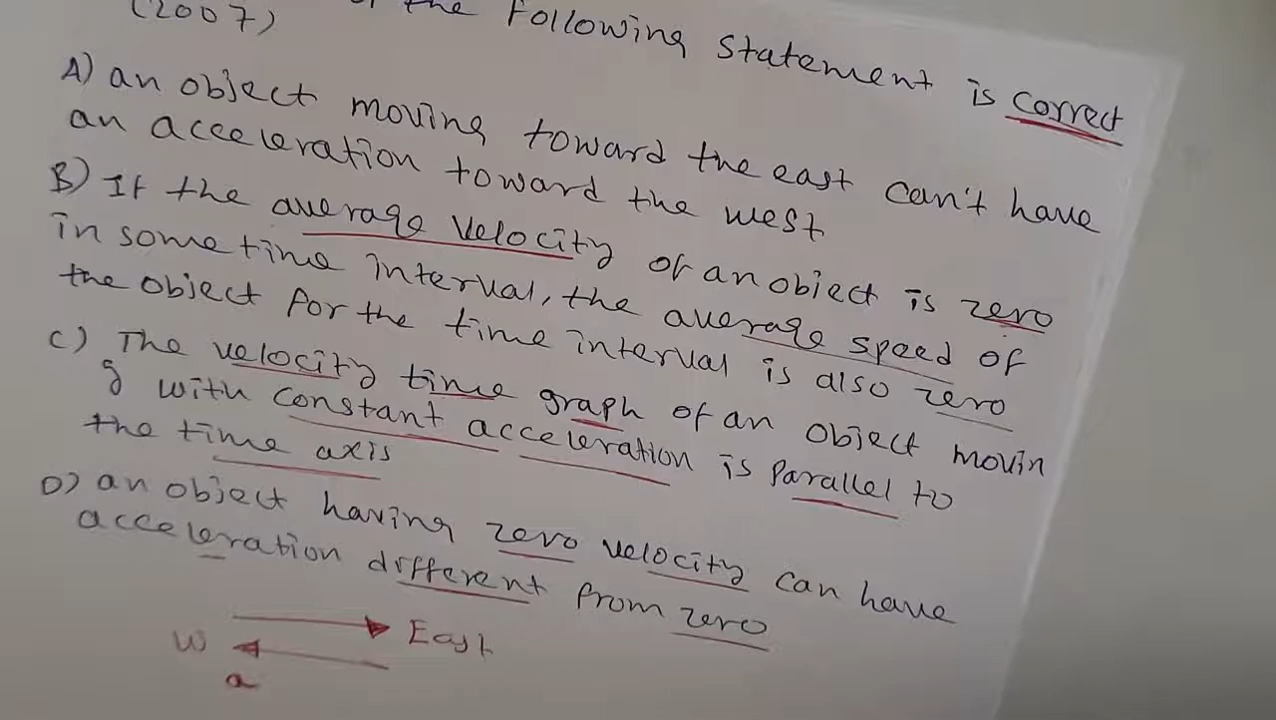 (2007) the Following statement is correct
A) an object moving toward the east can't have
an acceleration toward the west
B) If the average velocity of an object is zero
in some time interval, the average speed of
the object for the time interval is also zero
C) The velocity time graph of an object movin
g with constant acceleration is Parallel to
the time axis
D) an object having zero velocity can have
acceleration different from zero
W East
a